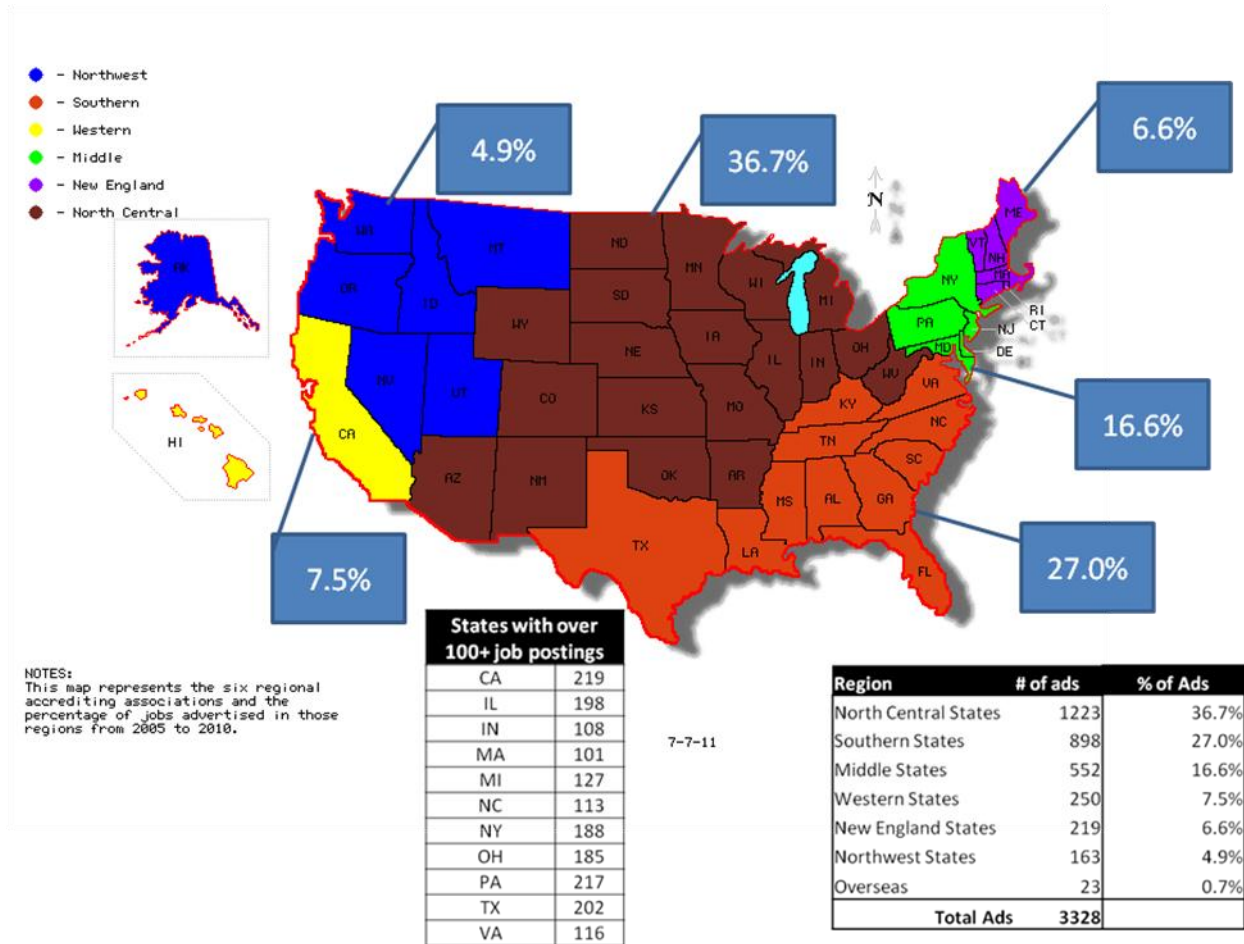 - Northwest
- Southern
- Western
- Middle
- New England
- North Central
4.9%
36.7%
6.6%
N
WA
MT
ND
MN
ME
VT
NH
AK
OR
ID
SD
WI
MI
NY
MA
RI
CT
WY
IA
PA
NJ
NE
IL
IN
OH
MD
DE
NV
UT
CO
KS
MO
WV
VA
KY
HI
CA
TN
NC
16.6%
AZ
NM
OK
AR
SC
MS
AL
GA
TX
LA
FL
7.5%
27.0%
States with over
100+ job postings
CA 219
IL 198
IN 108
MA 101
MI 127
NC 113
NY 188
OH 185
PA 217
TX 202
VA 116
NOTES:
This map represents the six regional
accrediting associations and the
percentage of jobs advertised in those
regions from 2005 to 2010.
7-7-11
Region # of ads % of Ads
North Central States 1223 36.7%
Southern States 898 27.0%
Middle States 552 16.6%
Western States 250 7.5%
New England States 219 6.6%
Northwest States 163 4.9%
Overseas 23 0.7%
Total Ads 3328